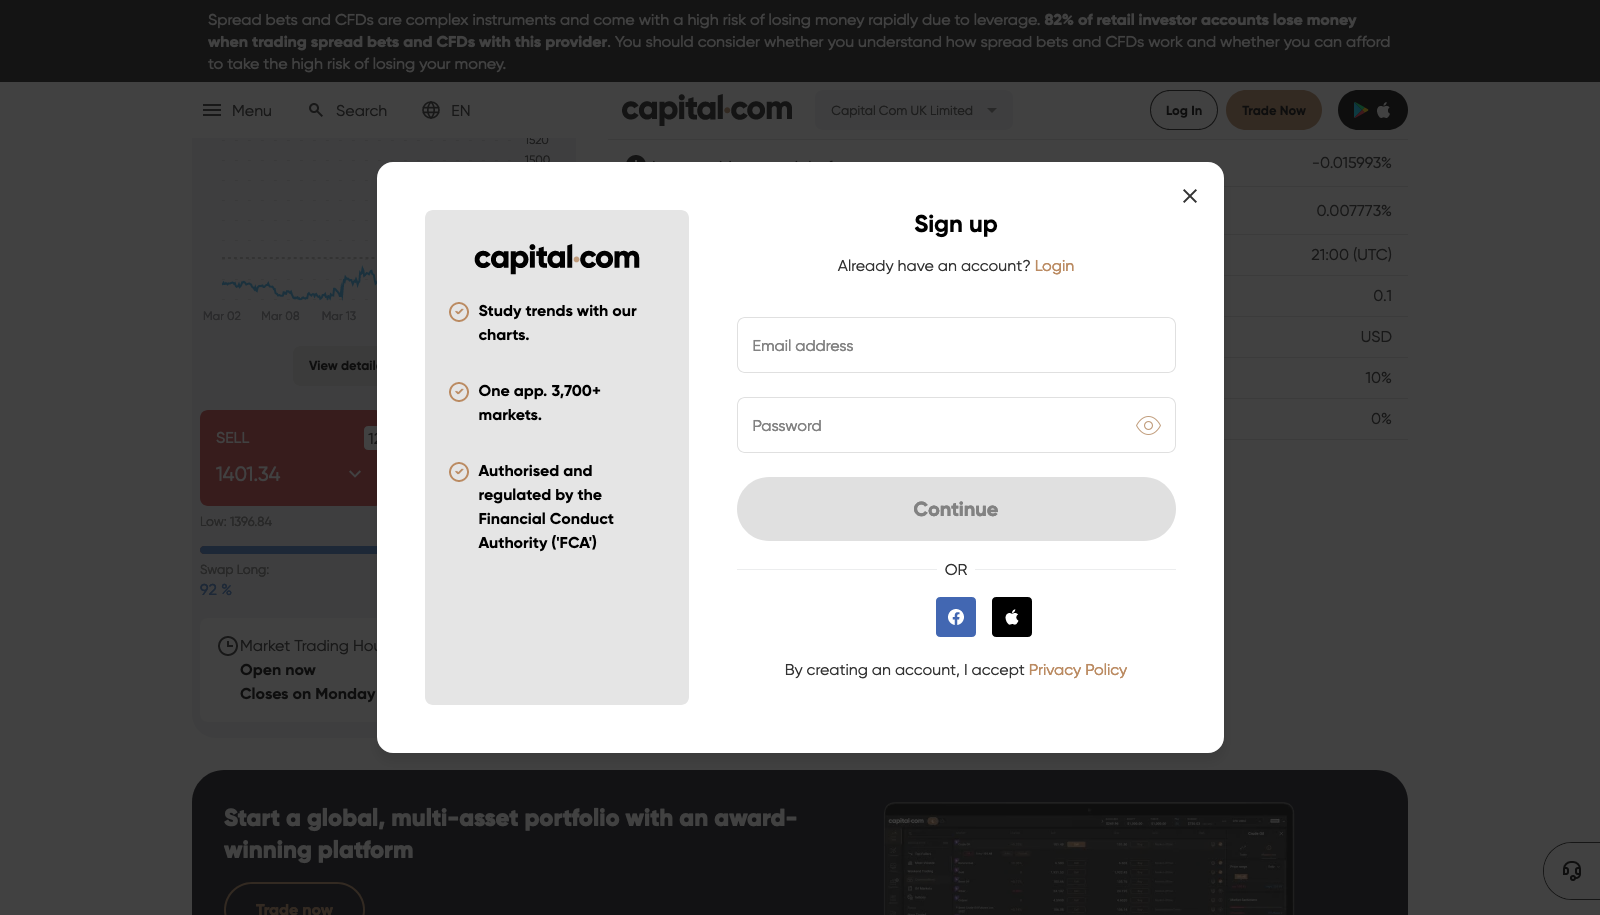 Spread bets and CFDs are complex instruments and come with a high risk of losing money rapidly due to leverage. 82% of retail investor accounts lose money
when trading spread bets and CFDs with this provider. You should consider whether you understand how spread bets and CFDs work and whether you can afford
to take the high risk of losing your money.
Menu
Search
EN
capital.com
Capital Com UK Limited
Log In
Trade Now
1520
1500
-0.015993%
0.007773%
21:00 (UTC)
0.1
USD
10%
0%
Mar 02 Mar 08 Mar 13
View detail
SELL
1401.34
Low: 1396.84
Swap Long:
92 %
Market Trading Hou
Open now
Closes on Monday
capital.com
Study trends with our
charts.
One app. 3,700+
markets.
Authorised and
regulated by the
Financial Conduct
Authority ('FCA')
Sign up
Already have an account? Login
Email address
Password
Continue
OR
By creating an account, I accept Privacy Policy
Start a global, multi-asset portfolio with an award-
winning platform
Trade now
capital.com